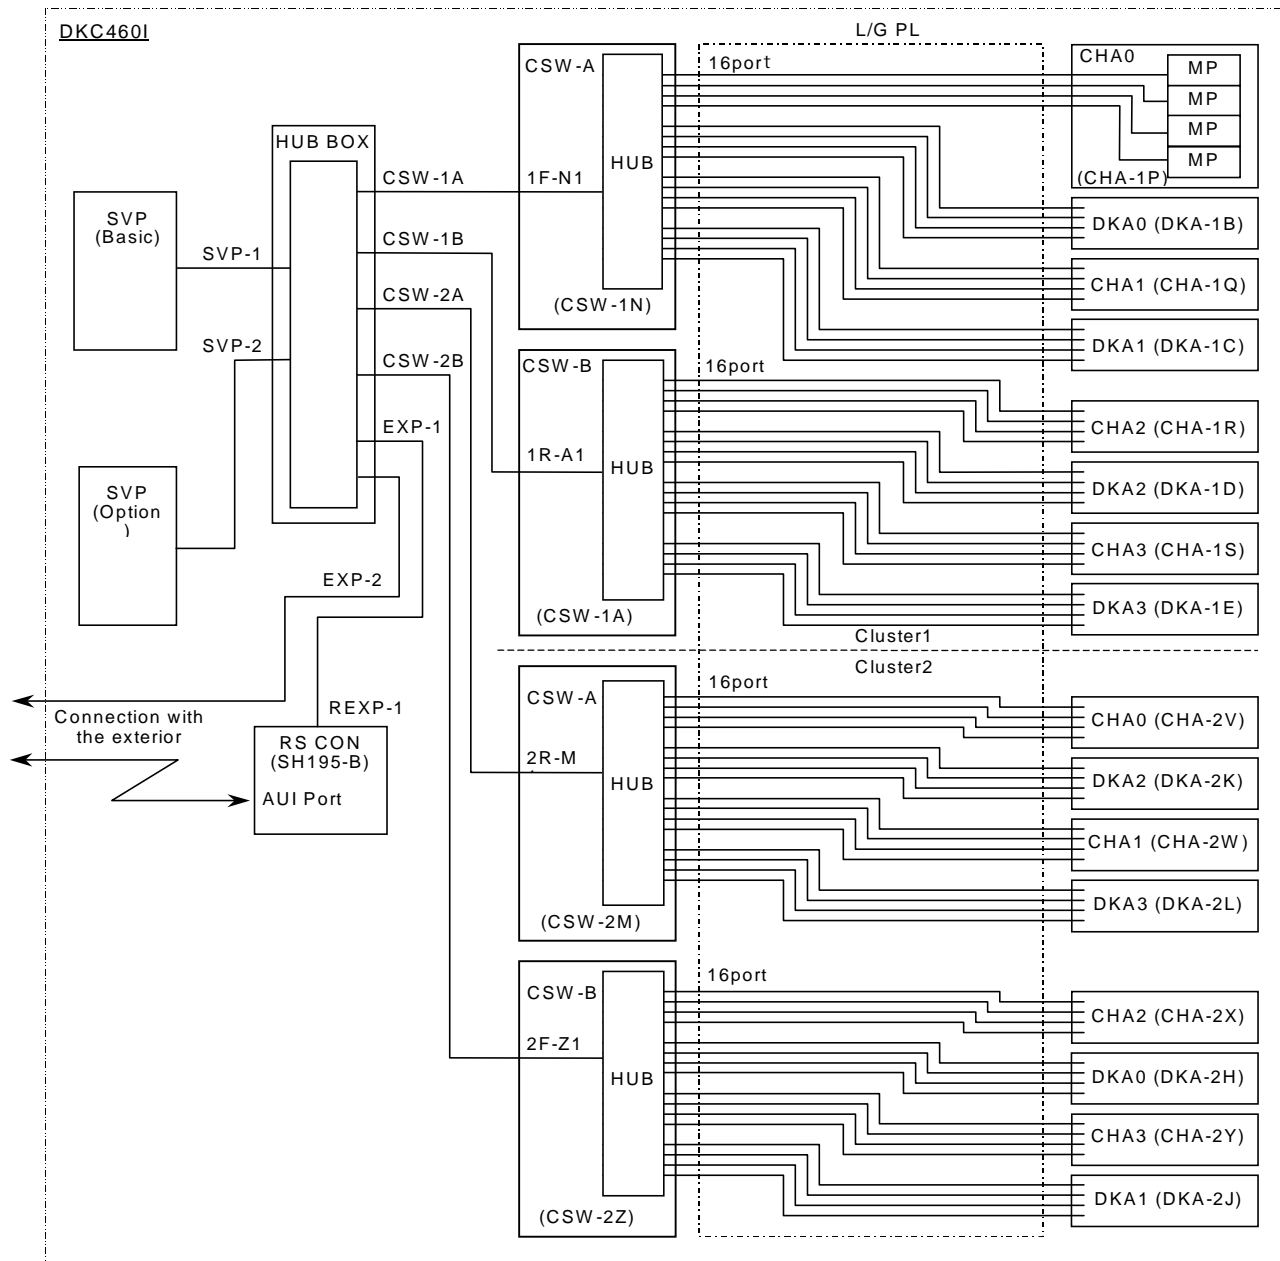 DKC460I
L/G PL
CSW-A
16port
CHA0
MP
MP
MP
MP
(CHA-1P)
HUB BOX
HUB
CSW-1A
1F-N1
SVP
(Basic)
DKA0 (DKA-1B)
CSW-1B
SVP-1
CHA1 (CHA-1Q)
CSW-2A
(CSW-1N)
SVP-2
DKA1 (DKA-1C)
CSW-2B
CSW-B
16port
EXP-1
CHA2 (CHA-1R)
1R-A1
HUB
SVP
(Option
)
DKA2 (DKA-1D)
CHA3 (CHA-1S)
EXP-2
DKA3 (DKA-1E)
(CSW-1A)
Cluster1
Cluster2
16port
CSW-A
REXP-1
Connection with
the exterior
CHA0 (CHA-2V)
RS CON
(SH195-B)
AUI Port
2R-M
HUB
DKA2 (DKA-2K)
CHA1 (CHA-2W)
DKA3 (DKA-2L)
(CSW-2M)
16port
CSW-B
CHA2 (CHA-2X)
2F-Z1
HUB
DKA0 (DKA-2H)
CHA3 (CHA-2Y)
DKA1 (DKA-2J)
(CSW-2Z)